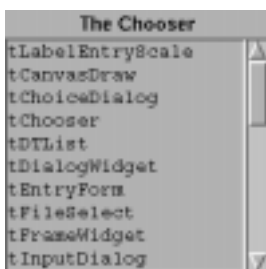 The Chooser
tLabelEntryScale
tCanvasDraw
tChoiceDialog
tChooser
tDTList
tDialogWidget
tEntryForm
tFileSelect
tFrameWidget
tInputDialog